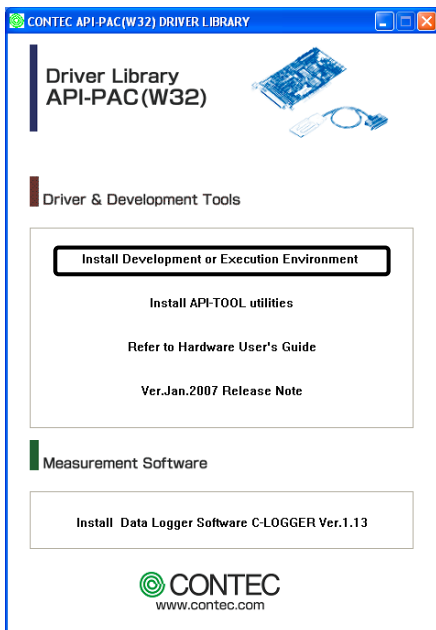 CONTEC API-PAC(W32) DRIVER LIBRARY
Driver Library
API-PAC(W32)
Driver & Development Tools
Install Development or Execution Environment
Install API-TOOL utilities
Refer to Hardware User's Guide
Ver.Jan.2007 Release Note
Measurement Software
Install Data Logger Software C-LOGGER Ver.1.13
CONTEC
www.contec.com